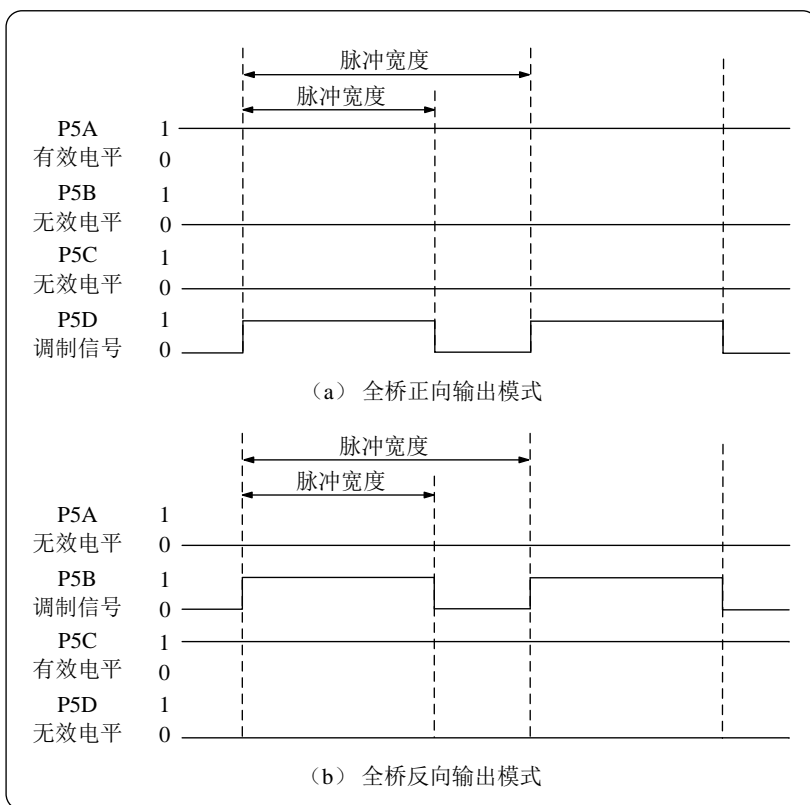 脉冲宽度
脉冲宽度
P5A 1
有效电平 0
P5B 1
无效电平 0
P5C 1
无效电平 0
P5D 1
调制信号 0
（a） 全桥正向输出模式
脉冲宽度
脉冲宽度
P5A 1
无效电平 0
P5B 1
调制信号 0
P5C 1
有效电平 0
P5D 1
无效电平 0
（b） 全桥反向输出模式